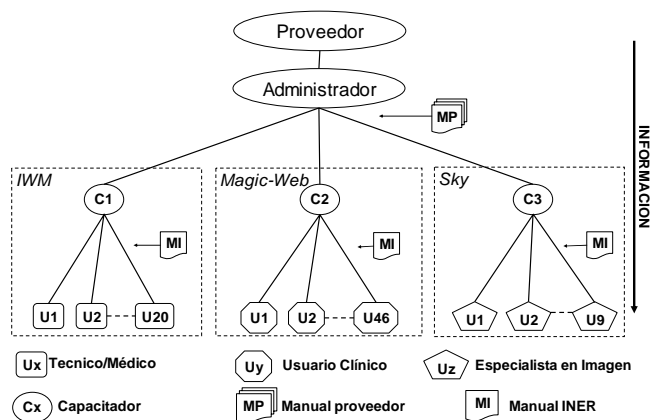 Proveedor
Administrador
MP
INFORMACION
IWM
Magic-Web
Sky
C1
C2
C3
MI
MI
MI
U1
U2
U20
U1
U2
U46
U1
U2
U9
Ux Tecnico/Médico
Uy Usuario Clínico
Uz Especialista en Imagen
Cx Capacitador
MP Manual proveedor
MI Manual INER